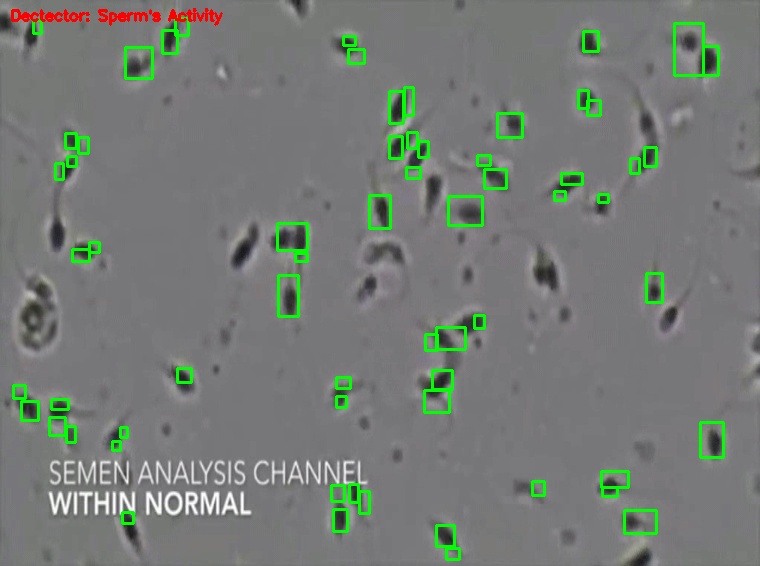 Dectector: Sperm's Activity
SEMEN ANALYSIS CHANNEL
WITHIN NORMAL